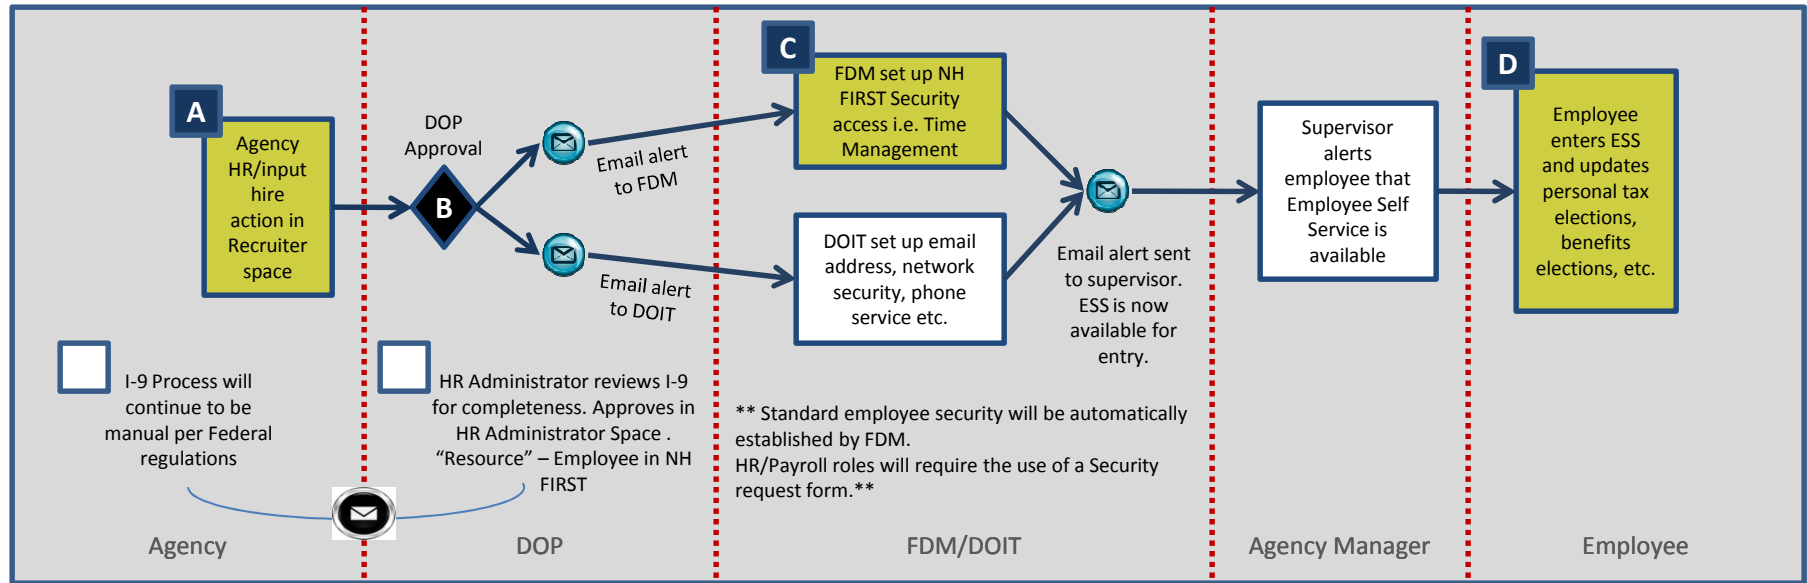 A
Agency
HR/input
hire
action in
Recruiter
space
DOP
Approval
B
Email alert
to FDM
Email alert
to DOIT
C
FDM set up NH
FIRST Security
access i.e. Time
Management
DOIT set up email
address, network
security, phone
service etc.
Email alert sent
to supervisor.
ESS is now
available for
entry.
Supervisor
alerts
employee that
Employee Self
Service is
available
D
Employee
enters ESS
and updates
personal tax
elections,
benefits
elections, etc.
I-9 Process will
continue to be
manual per Federal
regulations
HR Administrator reviews I-9
for completeness. Approves in
HR Administrator Space .
“Resource” – Employee in NH
FIRST
** Standard employee security will be automatically
established by FDM.
HR/Payroll roles will require the use of a Security
request form.**
Agency
DOP
FDM/DOIT
Agency Manager
Employee